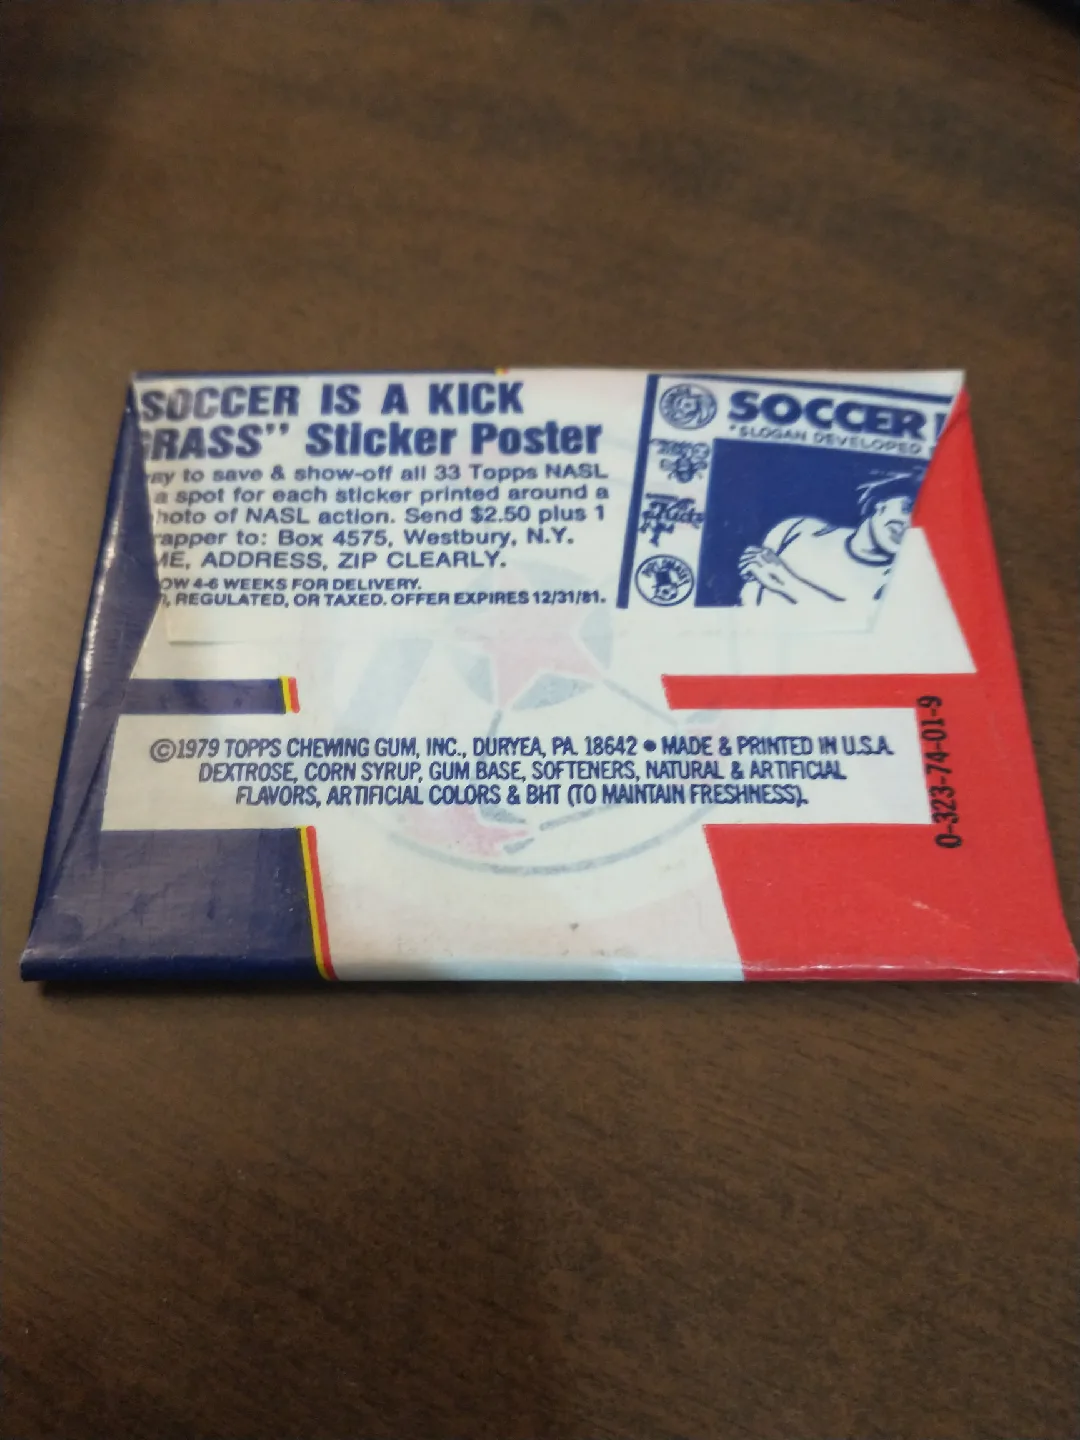 SOCCER IS A KICK
GRASS" Sticker Poster
to save & show-off all 33 Topps NASL
a spot for each sticker printed around a
hoto of NASL action. Send $2.50 plus 1
rapper to: Box 4575, Westbury, N.Y.
ME, ADDRESS, ZIP CLEARLY.
OW 4-6 WEEKS FOR DELIVERY.
REGULATED, OR TAXED. OFFER EXPIRES 12/31/81.
SOCCER
*SLOGAN DEVELOPED
Kicks
©1979 TOPPS CHEWING GUM, INC., DURYEA, PA. 18642 • MADE & PRINTED IN U.S.A.
DEXTROSE, CORN SYRUP, GUM BASE, SOFTENERS, NATURAL & ARTIFICIAL
FLAVORS, ARTIFICIAL COLORS & BHT (TO MAINTAIN FRESHNESS).
0-323-74-01-9